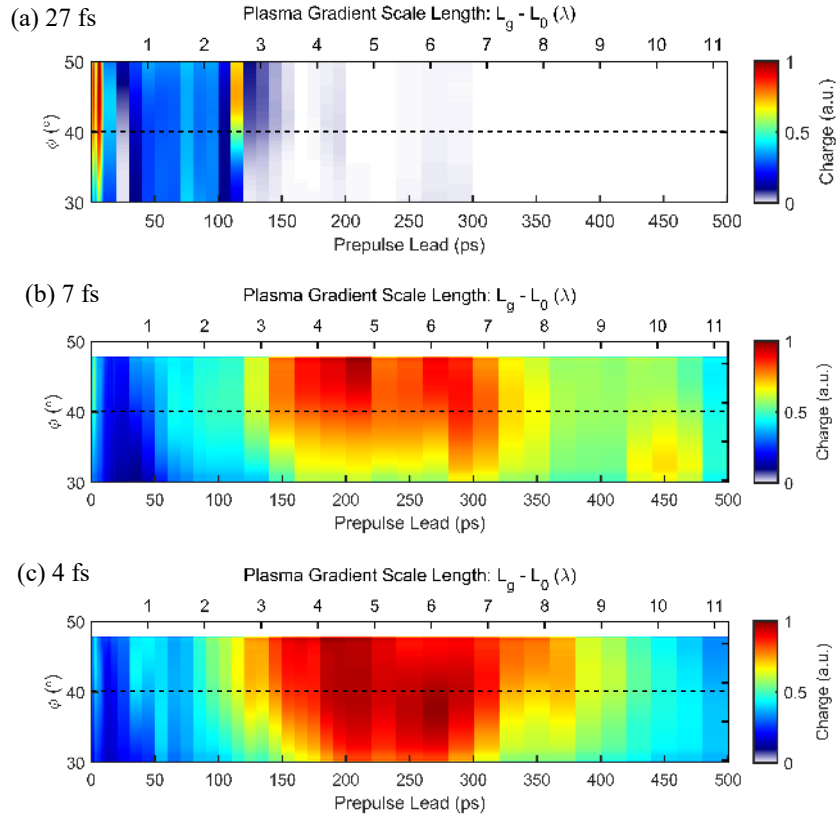 (a) 27 fs
Plasma Gradient Scale Length: L_g - L_0 (λ)
1 2 3 4 5 6 7 8 9 10 11
50
40
30
ϕ (°)
50 100 150 200 250 300 350 400 450 500
Prepulse Lead (ps)
1
0.5
0
Charge (a.u.)
(b) 7 fs
Plasma Gradient Scale Length: L_g - L_0 (λ)
1 2 3 4 5 6 7 8 9 10 11
50
40
30
ϕ (°)
0 50 100 150 200 250 300 350 400 450 500
Prepulse Lead (ps)
1
0.5
0
Charge (a.u.)
(c) 4 fs
Plasma Gradient Scale Length: L_g - L_0 (λ)
1 2 3 4 5 6 7 8 9 10 11
50
40
30
ϕ (°)
0 50 100 150 200 250 300 350 400 450 500
Prepulse Lead (ps)
1
0.5
0
Charge (a.u.)